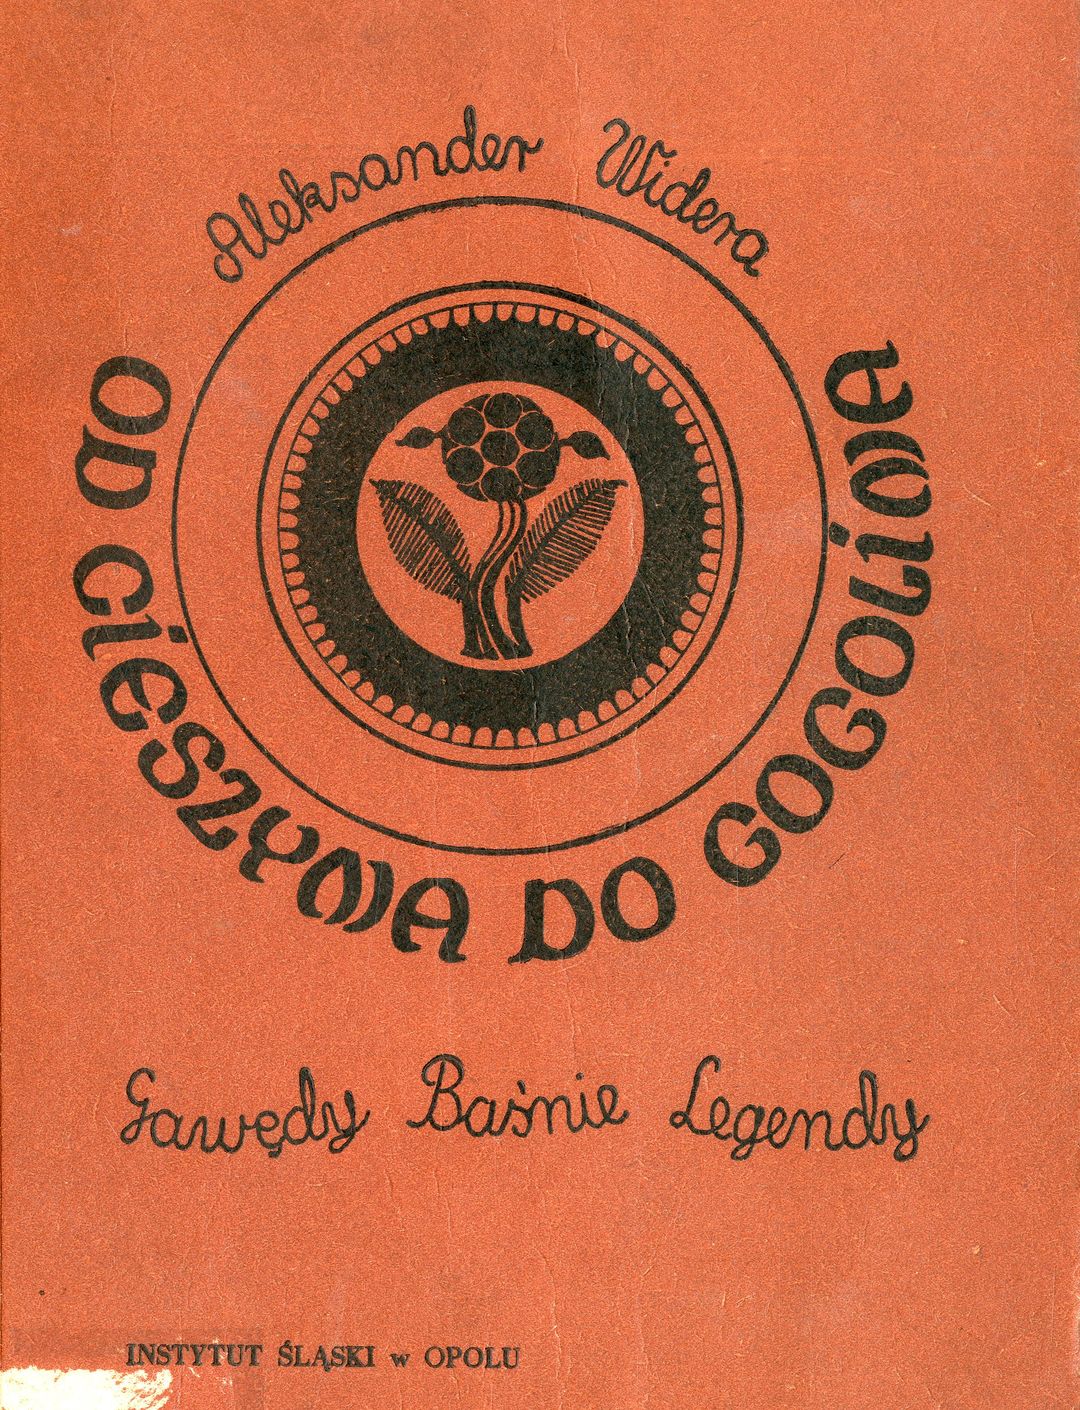 Aleksander Widera
OD CIESZYNA DO GOGOLINA
Gawędy Baśnie Legendy
INSTYTUT ŚLĄSKI w OPOLU